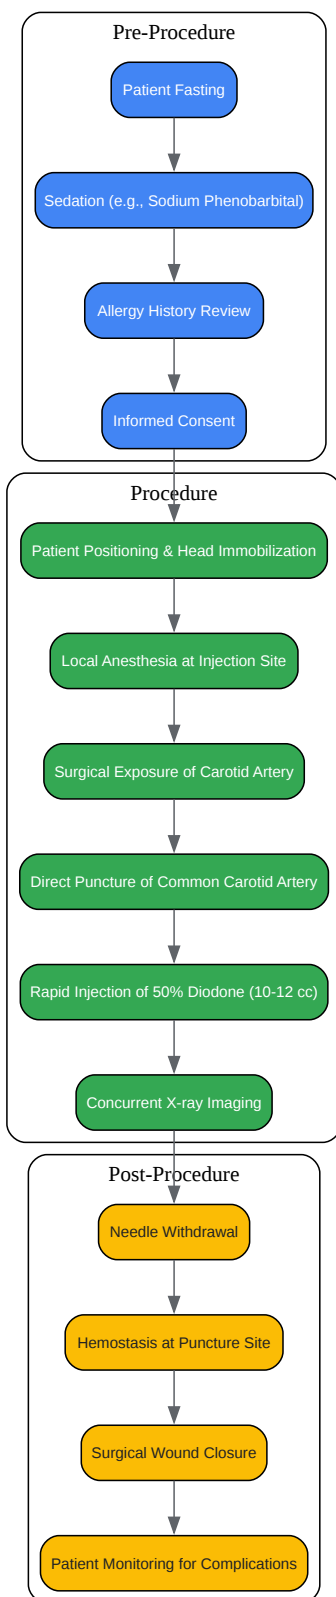 Pre-Procedure
Patient Fasting
Sedation (e.g., Sodium Phenobarbital)
Allergy History Review
Informed Consent
Procedure
Patient Positioning & Head Immobilization
Local Anesthesia at Injection Site
Surgical Exposure of Carotid Artery
Direct Puncture of Common Carotid Artery
Rapid Injection of 50% Diodone (10-12 cc)
Concurrent X-ray Imaging
Post-Procedure
Needle Withdrawal
Hemostasis at Puncture Site
Surgical Wound Closure
Patient Monitoring for Complications